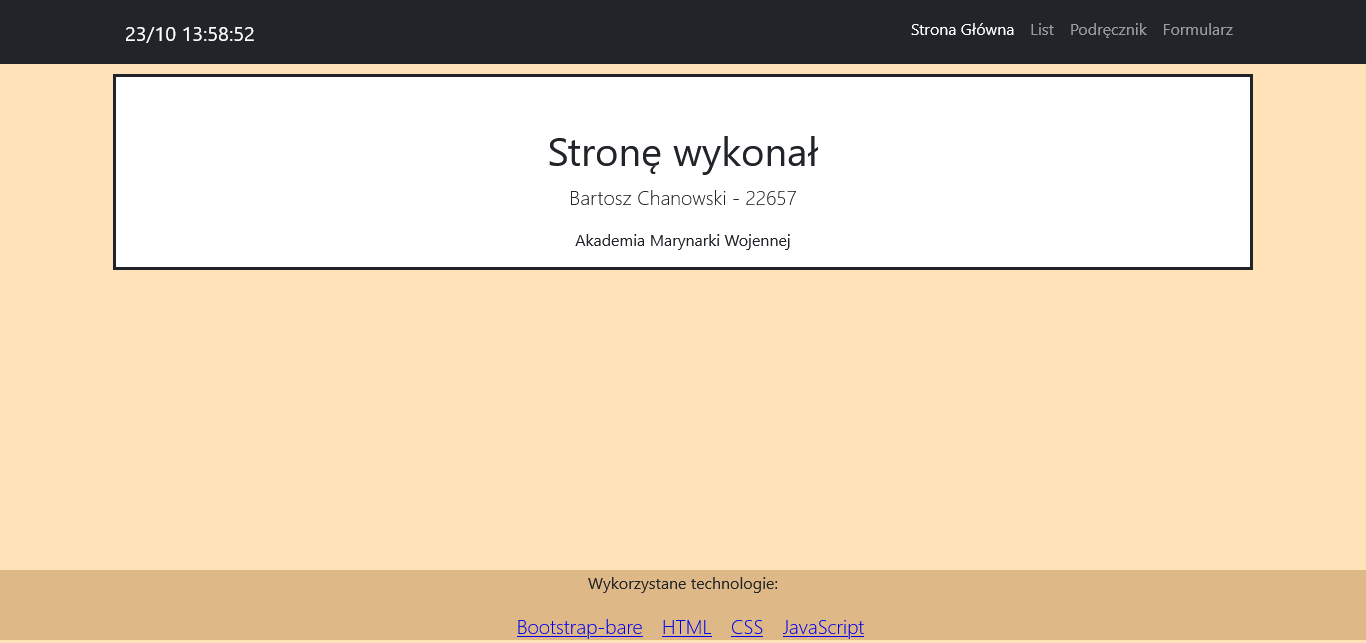 23/10 13:58:52
Strona Główna List Podręcznik Formularz
Stronę wykonał
Bartosz Chanowski - 22657
Akademia Marynarki Wojennej
Wykorzystane technologie:
Bootstrap-bare HTML CSS JavaScript